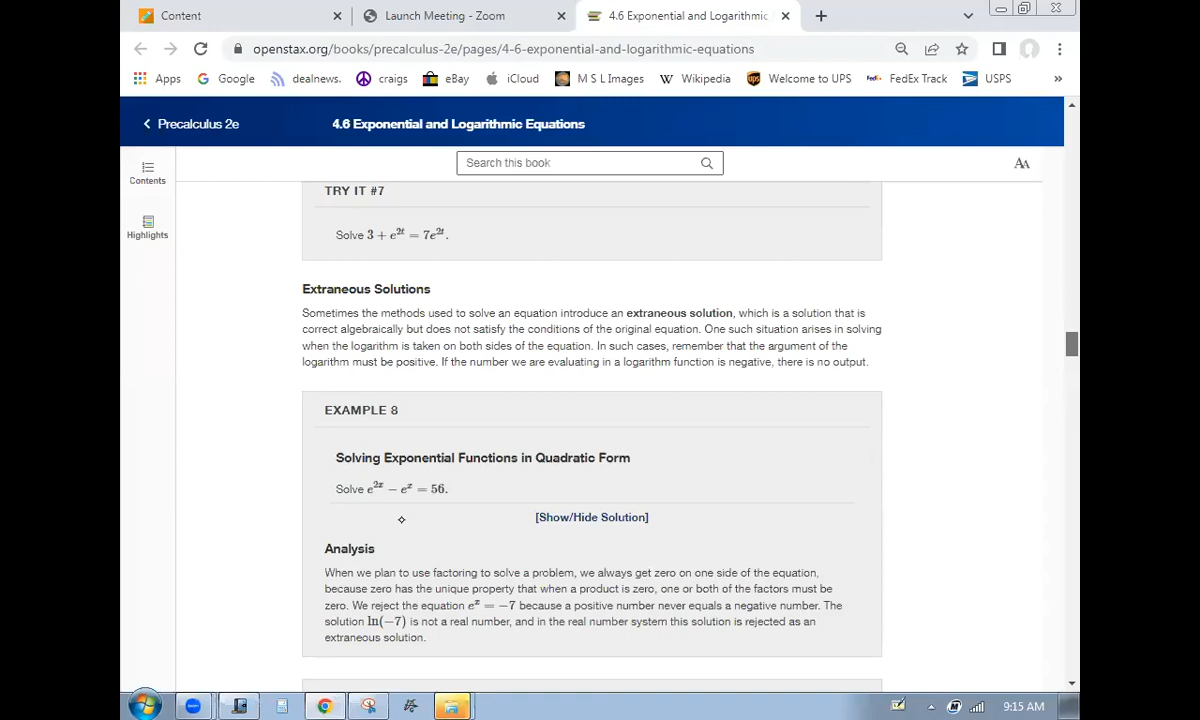 Content
Launch Meeting - Zoom
4.6 Exponential and Logarithmic
openstax.org/books/precalculus-2e/pages/4-6-exponential-and-logarithmic-equations
Apps
Google
dealnews.
craigs
eBay
iCloud
M S L Images
Wikipedia
Welcome to UPS
FedEx Track
USPS
Precalculus 2e
4.6 Exponential and Logarithmic Equations
Contents
Highlights
Search this book
AA
TRY IT #7
Solve 3 + e^{2t} = 7e^{2t}.
Extraneous Solutions
Sometimes the methods used to solve an equation introduce an extraneous solution, which is a solution that is
correct algebraically but does not satisfy the conditions of the original equation. One such situation arises in solving
when the logarithm is taken on both sides of the equation. In such cases, remember that the argument of the
logarithm must be positive. If the number we are evaluating in a logarithm function is negative, there is no output.
EXAMPLE 8
Solving Exponential Functions in Quadratic Form
Solve e^{2x} − e^x = 56.
[Show/Hide Solution]
Analysis
When we plan to use factoring to solve a problem, we always get zero on one side of the equation,
because zero has the unique property that when a product is zero, one or both of the factors must be
zero. We reject the equation e^x = −7 because a positive number never equals a negative number. The
solution ln(−7) is not a real number, and in the real number system this solution is rejected as an
extraneous solution.
9:15 AM